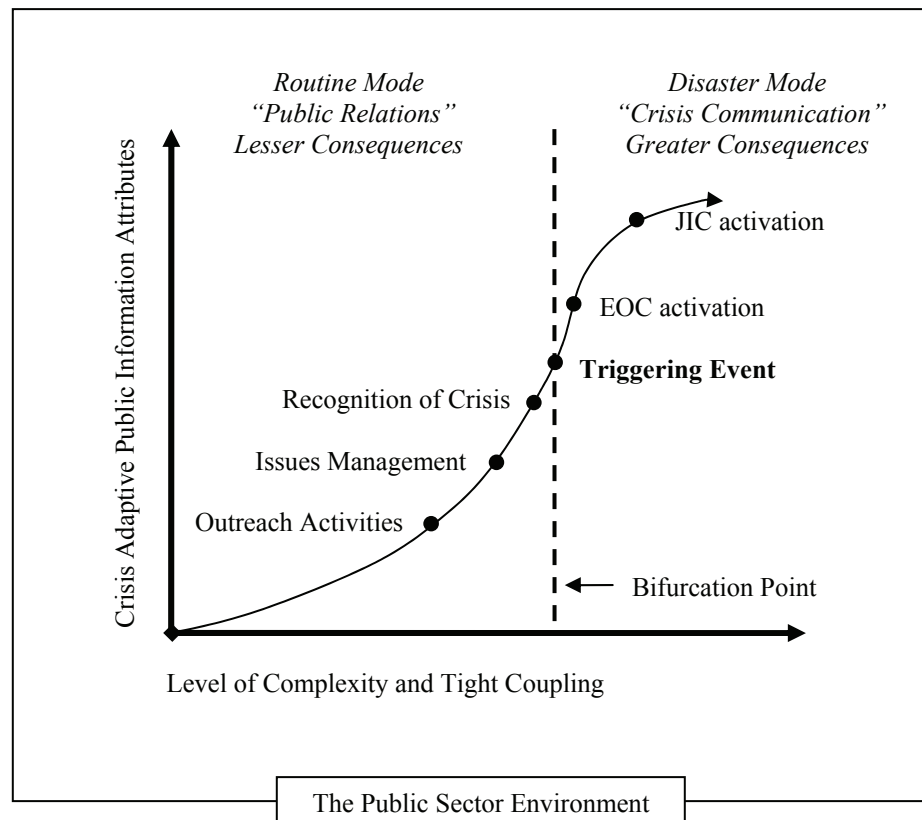 Routine Mode
“Public Relations”
Lesser Consequences
Disaster Mode
“Crisis Communication”
Greater Consequences
Crisis Adaptive Public Information Attributes
JIC activation
EOC activation
Triggering Event
Recognition of Crisis
Issues Management
Outreach Activities
Bifurcation Point
Level of Complexity and Tight Coupling
The Public Sector Environment